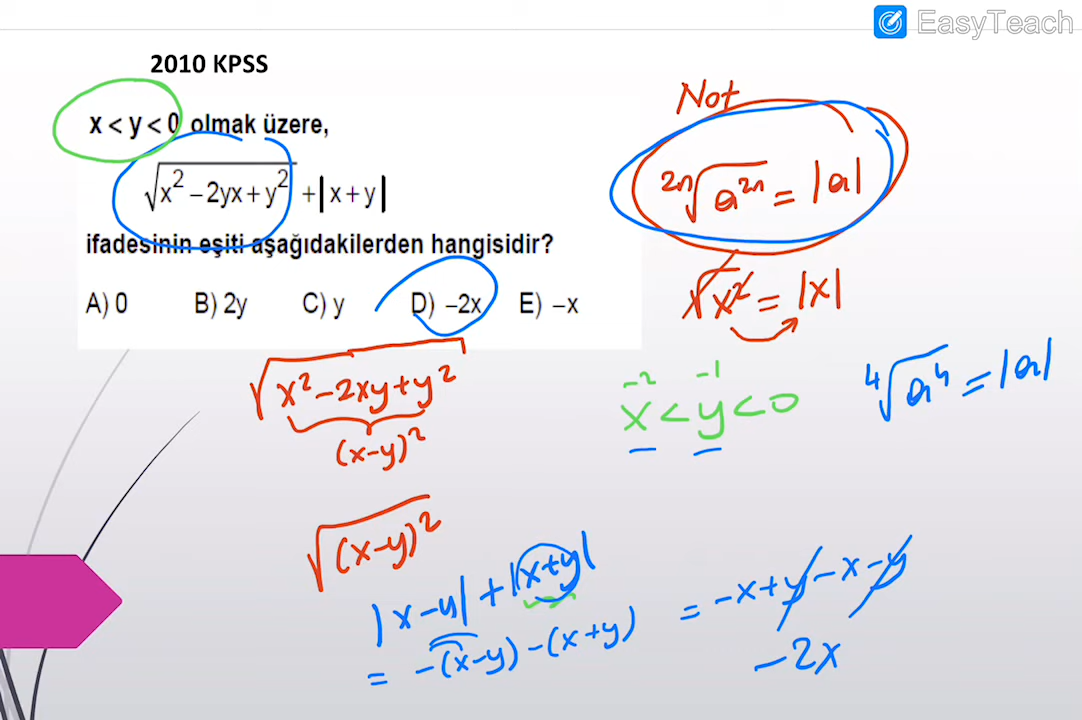 EasyTeach
2010 KPSS
x < y < 0 olmak üzere,
√(x² − 2yx + y²) + |x + y|
ifadesinin eşiti aşağıdakilerden hangisidir?
A) 0 B) 2y C) y D) −2x E) −x
Not
²ⁿ√(a²ⁿ) = |a|
√x² = |x|
√(x² − 2xy + y²)
(x−y)²
-2 -1
x < y < 0
⁴√(a⁴) = |a|
√((x−y)²)
|x−y| + |x+y|
= −(x−y) −(x+y)
= −x+y−x−y
−2x